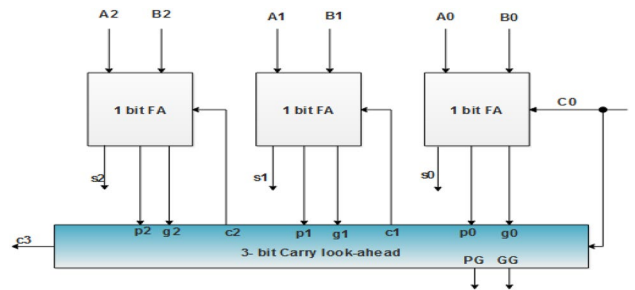 A2 B2 A1 B1 A0 B0
1 bit FA 1 bit FA 1 bit FA C0
s2 s1 s0
c3 p2 g2 c2 p1 g1 c1 p0 g0
3- bit Carry look-ahead
PG GG